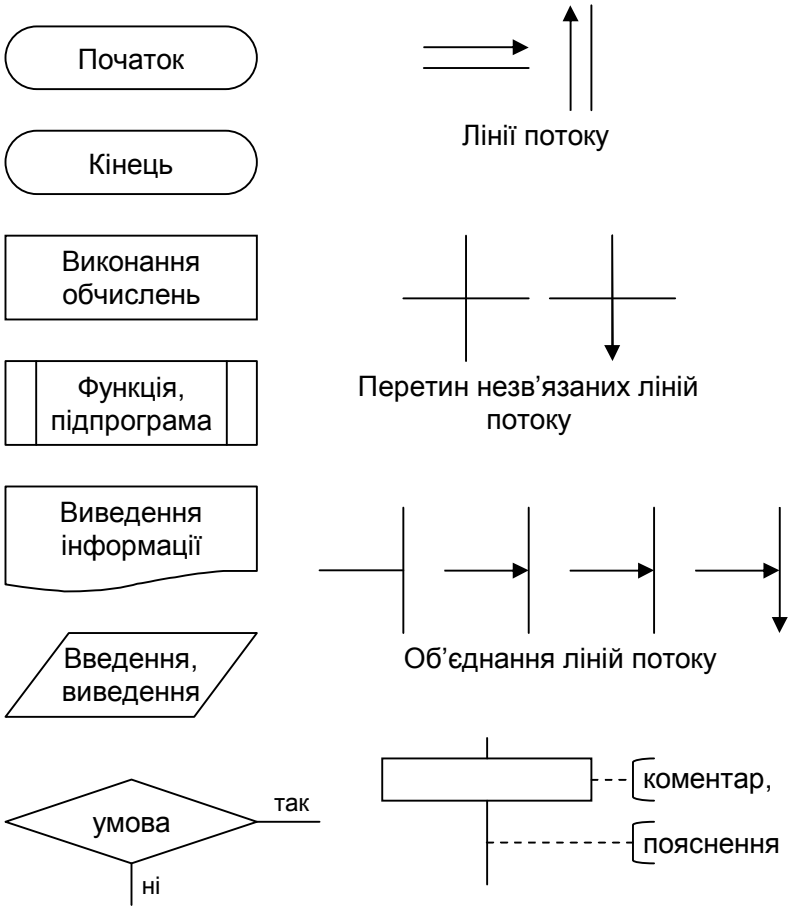 Початок
Кінець
Виконання
обчислень
Функція,
підпрограма
Виведення
інформації
Введення,
виведення
умова
так
ні
Лінії потоку
Перетин незв’язаних ліній
потоку
Об’єднання ліній потоку
коментар,
пояснення